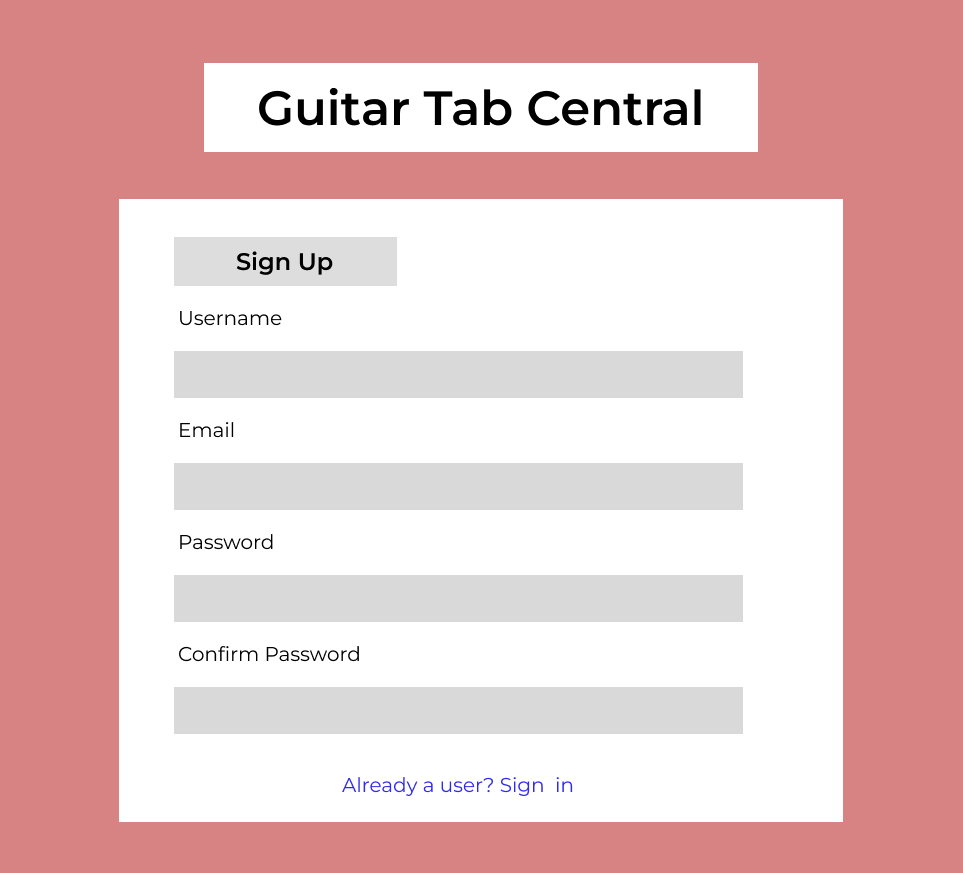 Guitar Tab Central
Sign Up
Username
Email
Password
Confirm Password
Already a user? Sign  in